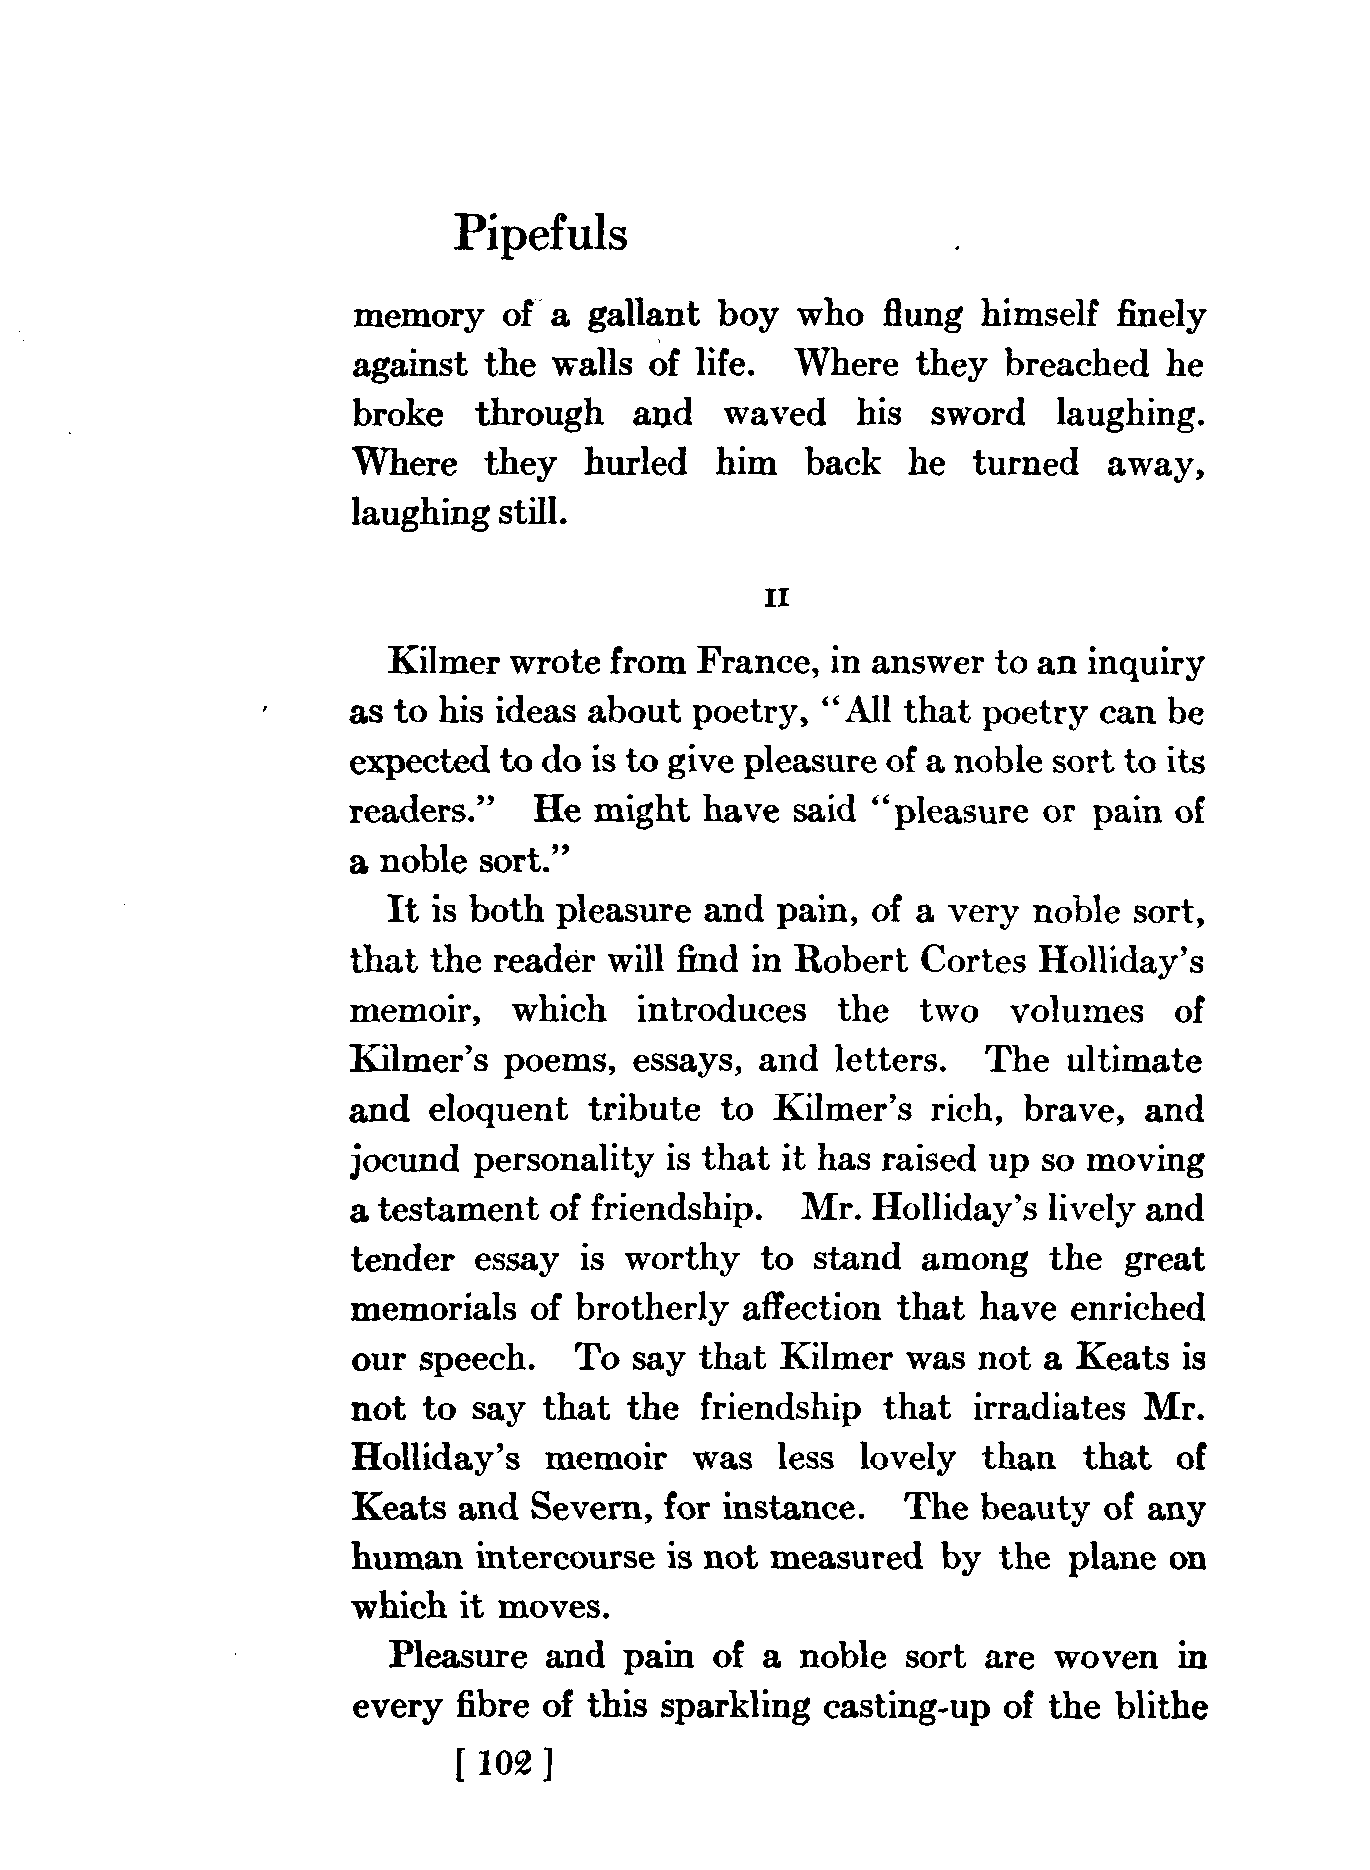 Pipefuls
memory of a gallant boy who flung himself finely
against the walls of life. Where they breached he
broke through and waved his sword laughing.
Where they hurled him back he turned away,
laughing still.
II
Kilmer wrote from France, in answer to an inquiry
as to his ideas about poetry, “All that poetry can be
expected to do is to give pleasure of a noble sort to its
readers.” He might have said “pleasure or pain of
a noble sort.”
It is both pleasure and pain, of a very noble sort,
that the reader will find in Robert Cortes Holliday’s
memoir, which introduces the two volumes of
Kilmer’s poems, essays, and letters. The ultimate
and eloquent tribute to Kilmer’s rich, brave, and
jocund personality is that it has raised up so moving
a testament of friendship. Mr. Holliday’s lively and
tender essay is worthy to stand among the great
memorials of brotherly affection that have enriched
our speech. To say that Kilmer was not a Keats is
not to say that the friendship that irradiates Mr.
Holliday’s memoir was less lovely than that of
Keats and Severn, for instance. The beauty of any
human intercourse is not measured by the plane on
which it moves.
Pleasure and pain of a noble sort are woven in
every fibre of this sparkling casting-up of the blithe
[ 102 ]